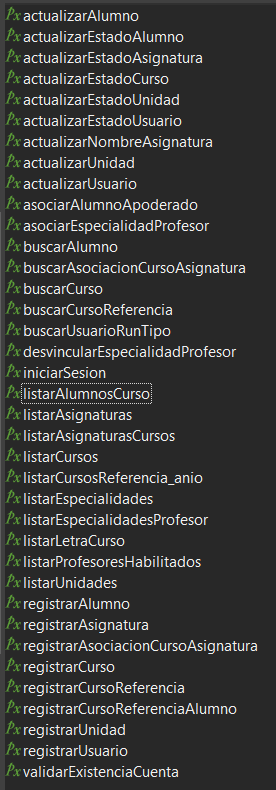 actualizarAlumno
actualizarEstadoAlumno
actualizarEstadoAsignatura
actualizarEstadoCurso
actualizarEstadoUnidad
actualizarEstadoUsuario
actualizarNombreAsignatura
actualizarUnidad
actualizarUsuario
asociarAlumnoApoderado
asociarEspecialidadProfesor
buscarAlumno
buscarAsociacionCursoAsignatura
buscarCurso
buscarCursoReferencia
buscarUsuarioRunTipo
desvincularEspecialidadProfesor
iniciarSesion
listarAlumnosCurso
listarAsignaturas
listarAsignaturasCursos
listarCursos
listarCursosReferencia_anio
listarEspecialidades
listarEspecialidadesProfesor
listarLetraCurso
listarProfesoresHabilitados
listarUnidades
registrarAlumno
registrarAsignatura
registrarAsociacionCursoAsignatura
registrarCurso
registrarCursoReferencia
registrarCursoReferenciaAlumno
registrarUnidad
registrarUsuario
validarExistenciaCuenta